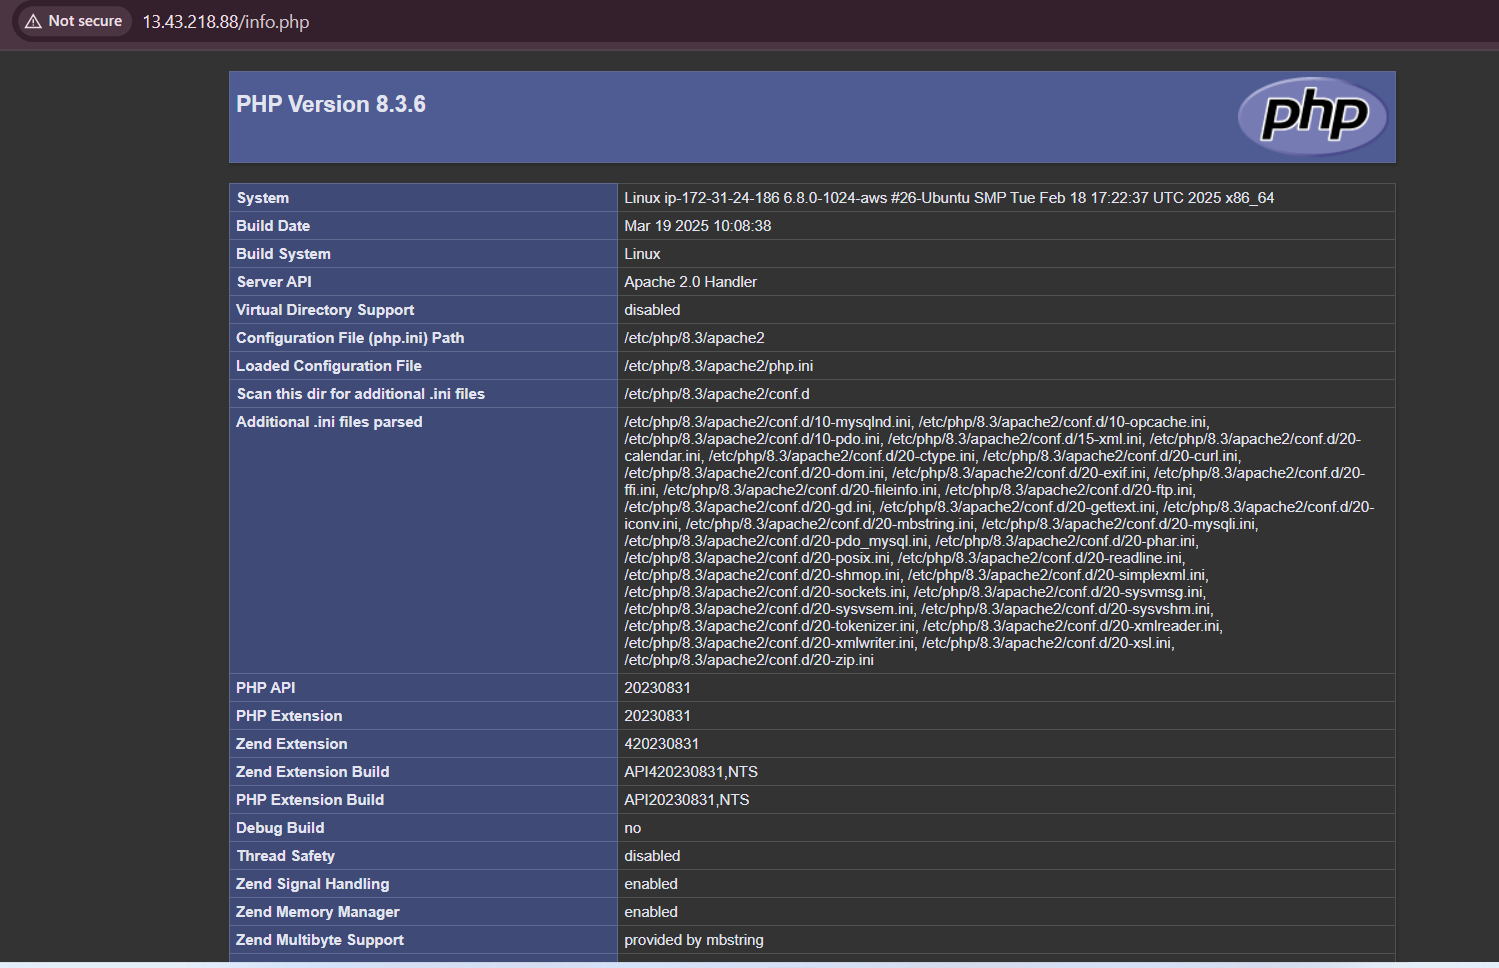 Not secure 13.43.218.88/info.php
PHP Version 8.3.6
php
System Linux ip-172-31-24-186 6.8.0-1024-aws #26-Ubuntu SMP Tue Feb 18 17:22:37 UTC 2025 x86_64
Build Date Mar 19 2025 10:08:38
Build System Linux
Server API Apache 2.0 Handler
Virtual Directory Support disabled
Configuration File (php.ini) Path /etc/php/8.3/apache2
Loaded Configuration File /etc/php/8.3/apache2/php.ini
Scan this dir for additional .ini files /etc/php/8.3/apache2/conf.d
Additional .ini files parsed /etc/php/8.3/apache2/conf.d/10-mysqlnd.ini, /etc/php/8.3/apache2/conf.d/10-opcache.ini,
/etc/php/8.3/apache2/conf.d/10-pdo.ini, /etc/php/8.3/apache2/conf.d/15-xml.ini, /etc/php/8.3/apache2/conf.d/20-
calendar.ini, /etc/php/8.3/apache2/conf.d/20-ctype.ini, /etc/php/8.3/apache2/conf.d/20-curl.ini,
/etc/php/8.3/apache2/conf.d/20-dom.ini, /etc/php/8.3/apache2/conf.d/20-exif.ini, /etc/php/8.3/apache2/conf.d/20-
ffi.ini, /etc/php/8.3/apache2/conf.d/20-fileinfo.ini, /etc/php/8.3/apache2/conf.d/20-ftp.ini,
/etc/php/8.3/apache2/conf.d/20-gd.ini, /etc/php/8.3/apache2/conf.d/20-gettext.ini, /etc/php/8.3/apache2/conf.d/20-
iconv.ini, /etc/php/8.3/apache2/conf.d/20-mbstring.ini, /etc/php/8.3/apache2/conf.d/20-mysqli.ini,
/etc/php/8.3/apache2/conf.d/20-pdo_mysql.ini, /etc/php/8.3/apache2/conf.d/20-phar.ini,
/etc/php/8.3/apache2/conf.d/20-posix.ini, /etc/php/8.3/apache2/conf.d/20-readline.ini,
/etc/php/8.3/apache2/conf.d/20-shmop.ini, /etc/php/8.3/apache2/conf.d/20-simplexml.ini,
/etc/php/8.3/apache2/conf.d/20-sockets.ini, /etc/php/8.3/apache2/conf.d/20-sysvmsg.ini,
/etc/php/8.3/apache2/conf.d/20-sysvsem.ini, /etc/php/8.3/apache2/conf.d/20-sysvshm.ini,
/etc/php/8.3/apache2/conf.d/20-tokenizer.ini, /etc/php/8.3/apache2/conf.d/20-xmlreader.ini,
/etc/php/8.3/apache2/conf.d/20-xmlwriter.ini, /etc/php/8.3/apache2/conf.d/20-xsl.ini,
/etc/php/8.3/apache2/conf.d/20-zip.ini
PHP API 20230831
PHP Extension 20230831
Zend Extension 420230831
Zend Extension Build API420230831,NTS
PHP Extension Build API20230831,NTS
Debug Build no
Thread Safety disabled
Zend Signal Handling enabled
Zend Memory Manager enabled
Zend Multibyte Support provided by mbstring